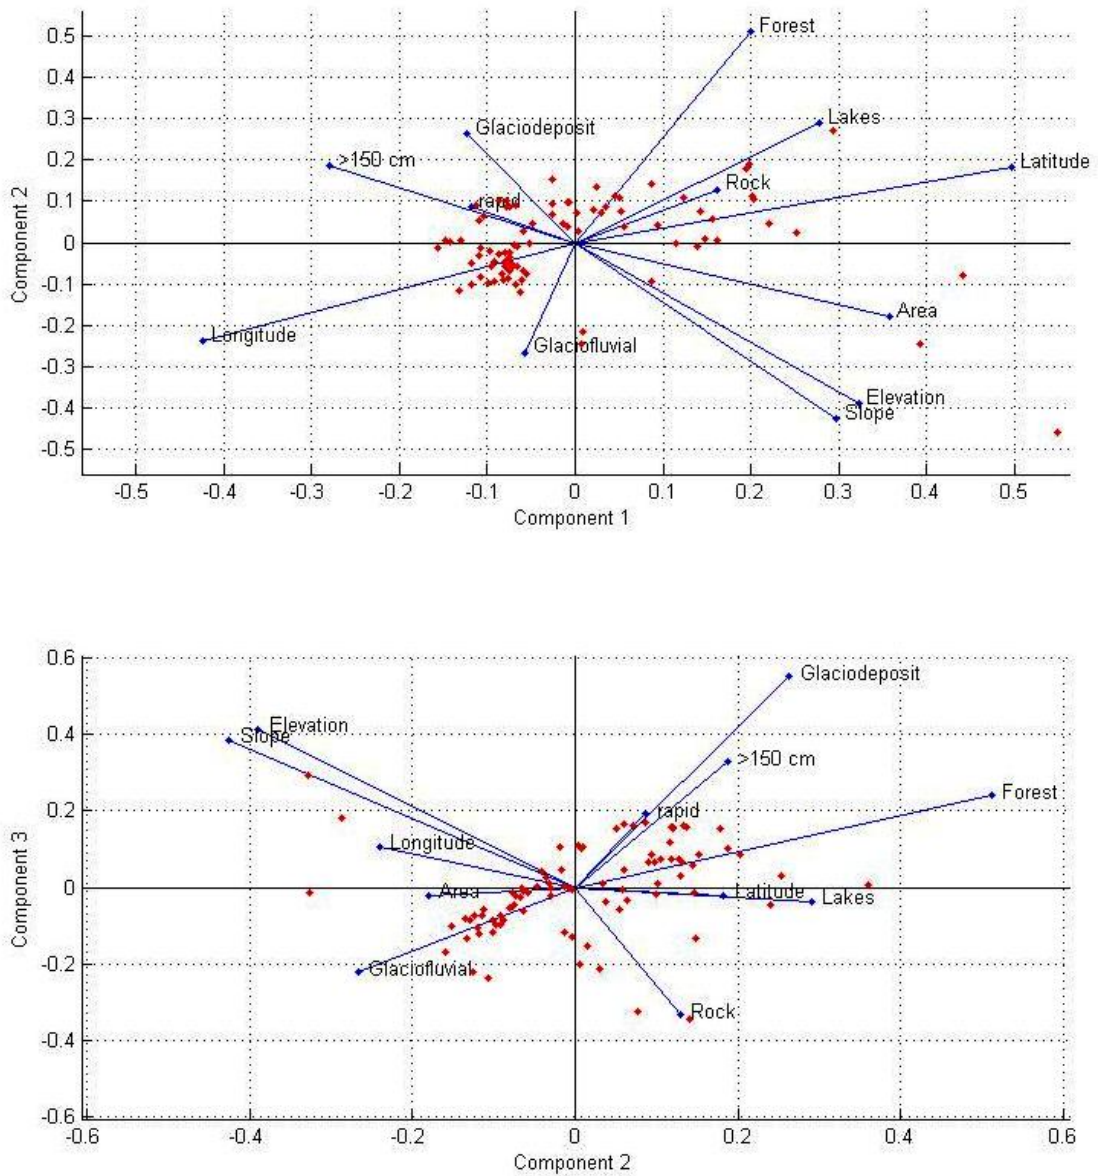 Component 2
0.5
0.4
0.3
0.2
0.1
0
-0.1
-0.2
-0.3
-0.4
-0.5
Forest
Lakes
Glaciodeposit
>150 cm
Latitude
Rock
rapid
Longitude
Glaciofluvial
Area
Elevation
Slope
-0.5 -0.4 -0.3 -0.2 -0.1 0 0.1 0.2 0.3 0.4 0.5
Component 1
Component 3
0.6
0.4
0.2
0
-0.2
-0.4
-0.6
Glaciodeposit
Elevation
Slope
>150 cm
Forest
rapid
Longitude
Area
Latitude
Lakes
Glaciofluvial
Rock
-0.6 -0.4 -0.2 0 0.2 0.4 0.6
Component 2